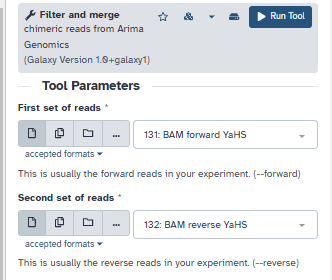 Filter and merge
chimeric reads from Arima
Genomics
(Galaxy Version 1.0+galaxy1)
Run Tool
Tool Parameters
First set of reads *
...
131: BAM forward YaHS
accepted formats
This is usually the forward reads in your experiment. (--forward)
Second set of reads *
...
132: BAM reverse YaHS
accepted formats
This is usually the reverse reads in your experiment. (--reverse)